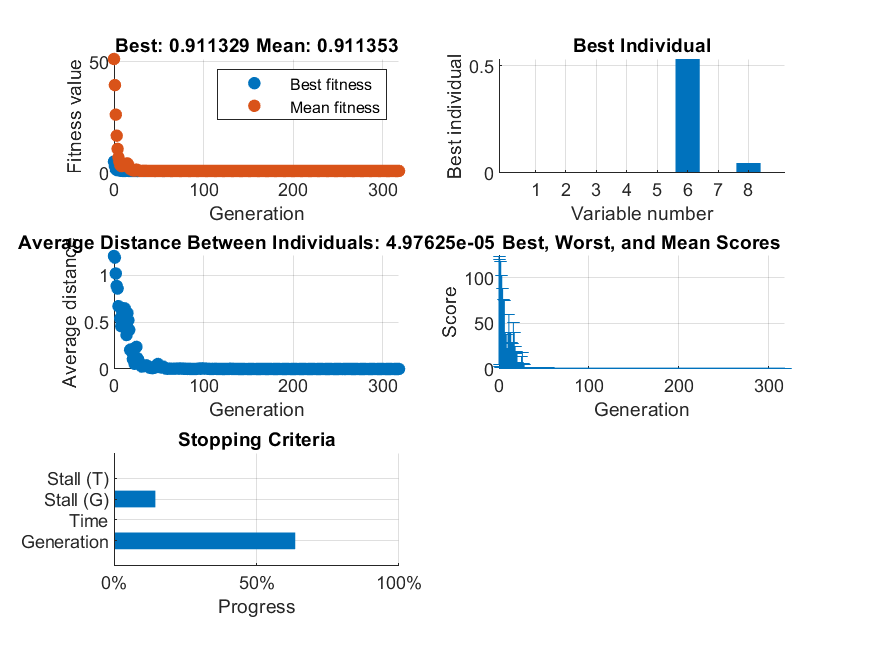 Best: 0.911329 Mean: 0.911353
Fitness value
50
0
Best fitness
Mean fitness
0 100 200 300
Generation
Best Individual
Best individual
0.5
0
1 2 3 4 5 6 7 8
Variable number
Average Distance Between Individuals: 4.97625e-05
Average distance
1
0.5
0
0 100 200 300
Generation
Best, Worst, and Mean Scores
Score
100
50
0
0 100 200 300
Generation
Stopping Criteria
Stall (T)
Stall (G)
Time
Generation
0% 50% 100%
Progress